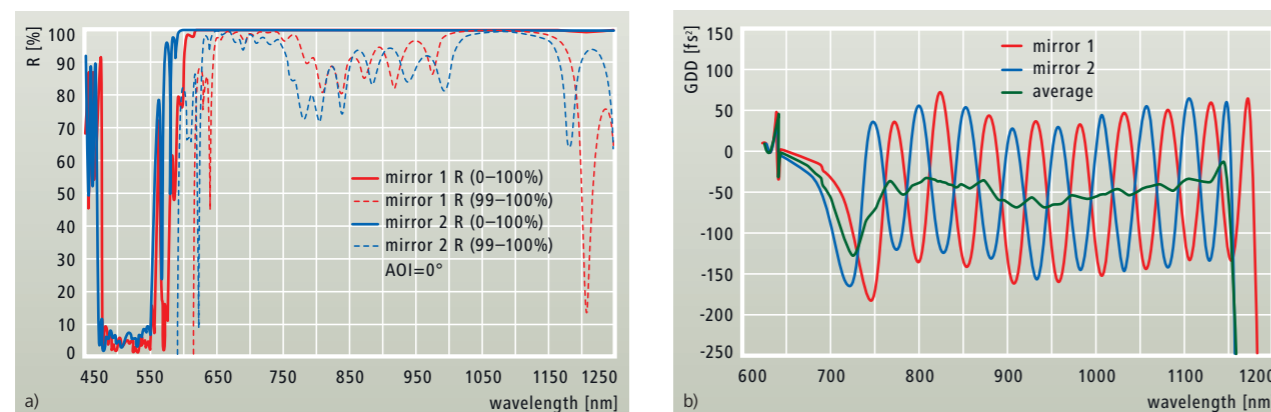 R [%]
100
90
80
70
60
50
40
30
20
10
0
mirror 1 R (0–100%)
mirror 1 R (99–100%)
mirror 2 R (0–100%)
mirror 2 R (99–100%)
AOI=0°
450 550 650 750 850 950 1050 1150 1250
a) wavelength [nm]
GDD [fs²]
150
100
50
0
-50
-100
-150
-200
-250
mirror 1
mirror 2
average
600 700 800 900 1000 1100 1200
b) wavelength [nm]